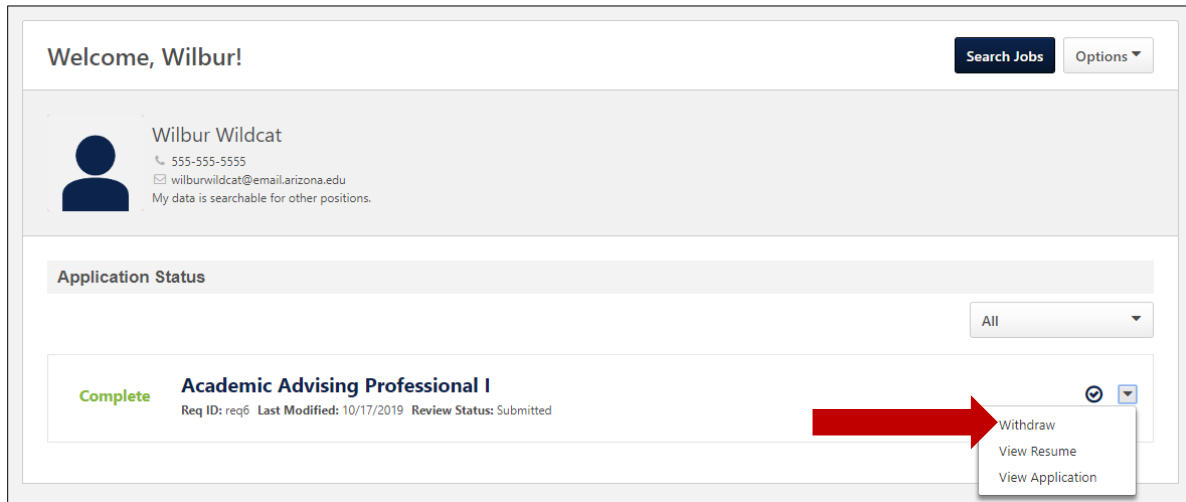 Welcome, Wilbur!
Search Jobs
Options
Wilbur Wildcat
555-555-5555
wilburwildcat@email.arizona.edu
My data is searchable for other positions.
Application Status
All
Complete
Academic Advising Professional I
Req ID: req6 Last Modified: 10/17/2019 Review Status: Submitted
Withdraw
View Resume
View Application